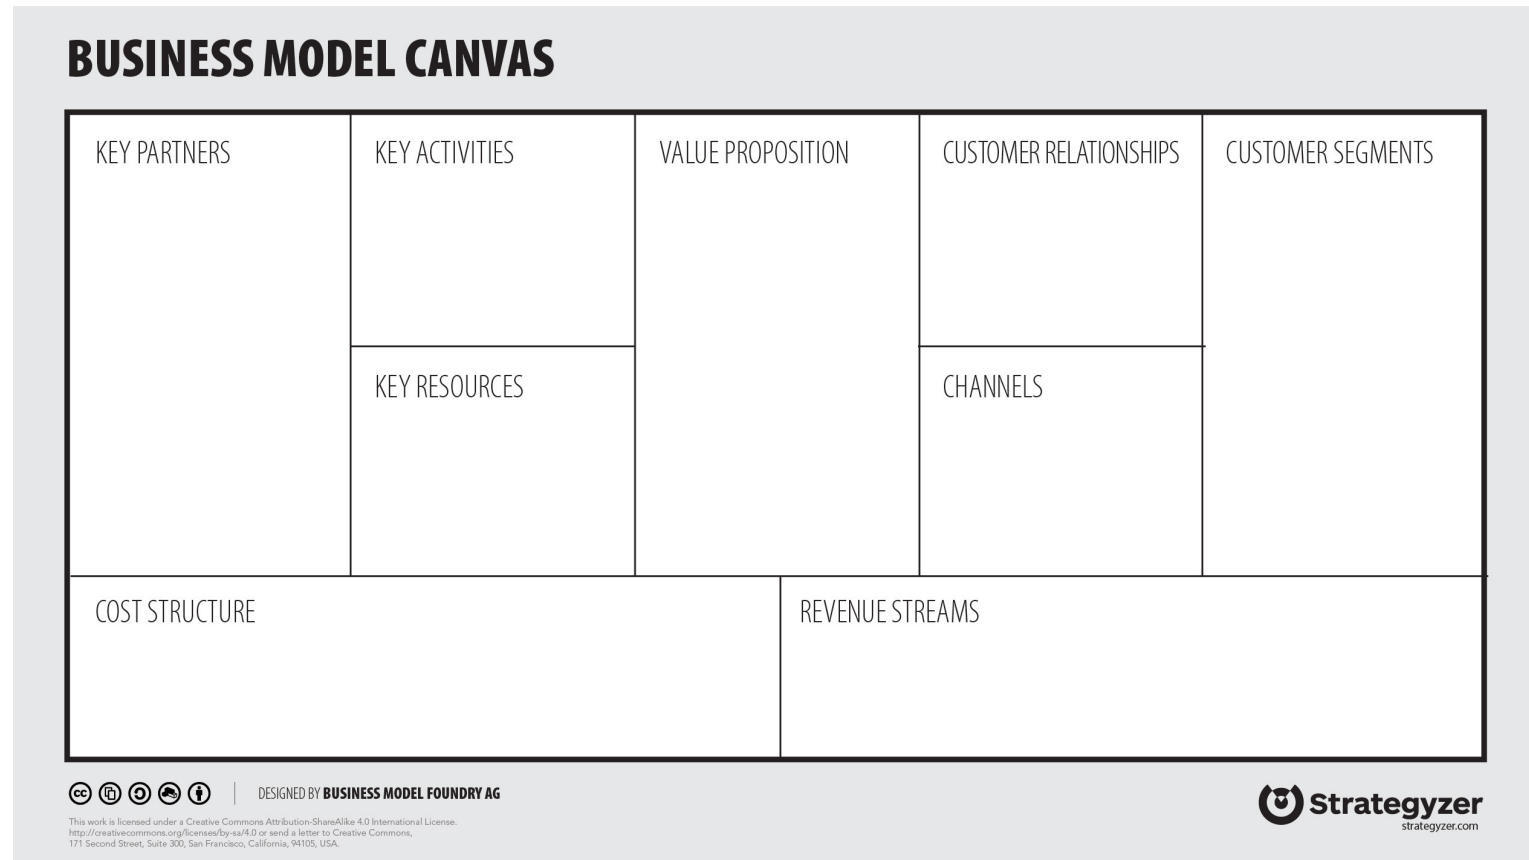 BUSINESS MODEL CANVAS
KEY PARTNERS
KEY ACTIVITIES
VALUE PROPOSITION
CUSTOMER RELATIONSHIPS
CUSTOMER SEGMENTS
KEY RESOURCES
CHANNELS
COST STRUCTURE
REVENUE STREAMS
cc
DESIGNED BY BUSINESS MODEL FOUNDRY AG
This work is licensed under a Creative Commons Attribution-ShareAlike 4.0 International License.
http://creativecommons.org/licenses/by-sa/4.0 or send a letter to Creative Commons,
171 Second Street, Suite 300, San Francisco, California, 94105, USA.
Strategyzer
strategyzer.com